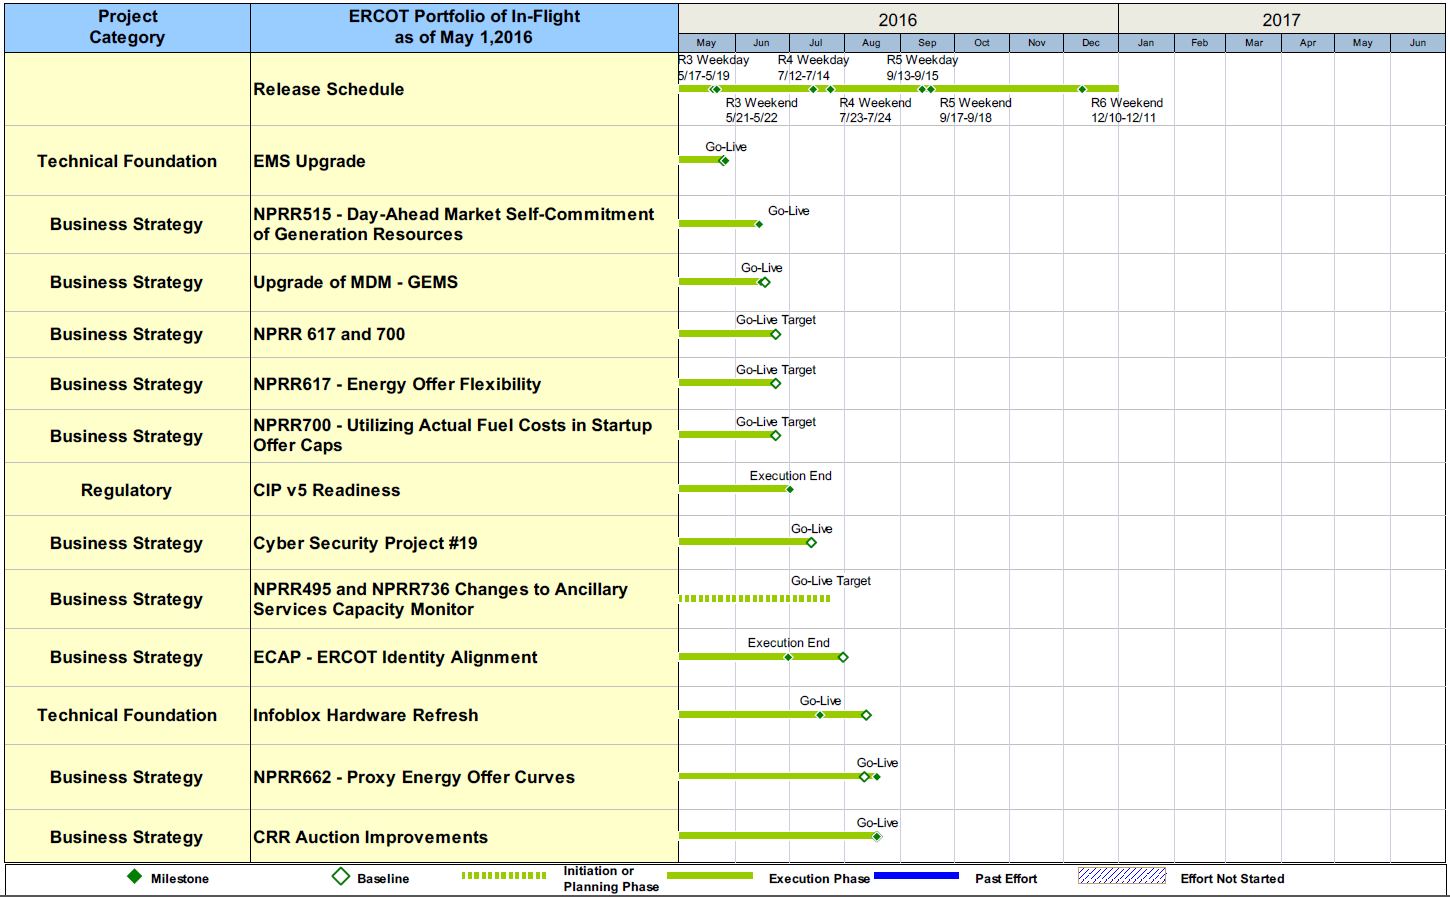 Project
Category
ERCOT Portfolio of In-Flight
as of May 1,2016
2016
2017
May Jun Jul Aug Sep Oct Nov Dec Jan Feb Mar Apr May Jun
Release Schedule
R3 Weekday
5/17-5/19
R4 Weekday
7/12-7/14
R5 Weekday
9/13-9/15
R3 Weekend
5/21-5/22
R4 Weekend
7/23-7/24
R5 Weekend
9/17-9/18
R6 Weekend
12/10-12/11
Technical Foundation
EMS Upgrade
Go-Live
Business Strategy
NPRR515 - Day-Ahead Market Self-Commitment
of Generation Resources
Go-Live
Business Strategy
Upgrade of MDM - GEMS
Go-Live
Business Strategy
NPRR 617 and 700
Go-Live Target
Business Strategy
NPRR617 - Energy Offer Flexibility
Go-Live Target
Business Strategy
NPRR700 - Utilizing Actual Fuel Costs in Startup
Offer Caps
Go-Live Target
Regulatory
CIP v5 Readiness
Execution End
Business Strategy
Cyber Security Project #19
Go-Live
Business Strategy
NPRR495 and NPRR736 Changes to Ancillary
Services Capacity Monitor
Go-Live Target
Business Strategy
ECAP - ERCOT Identity Alignment
Execution End
Technical Foundation
Infoblox Hardware Refresh
Go-Live
Business Strategy
NPRR662 - Proxy Energy Offer Curves
Go-Live
Business Strategy
CRR Auction Improvements
Go-Live
Milestone
Baseline
Initiation or
Planning Phase
Execution Phase
Past Effort
Effort Not Started